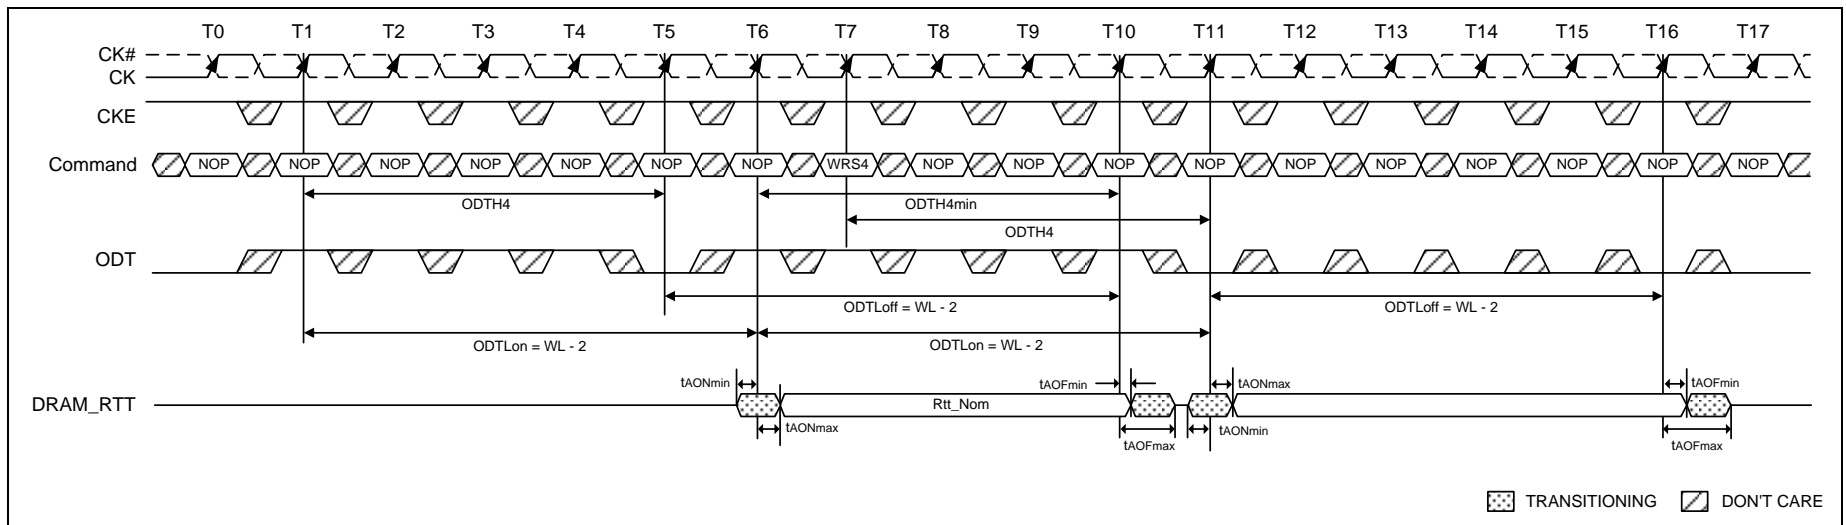 T0 T1 T2 T3 T4 T5 T6 T7 T8 T9 T10 T11 T12 T13 T14 T15 T16 T17
CK#
CK
CKE
Command NOP NOP NOP NOP NOP NOP NOP WRS4 NOP NOP NOP NOP NOP NOP NOP NOP NOP NOP
ODTH4 ODTH4min
ODTH4
ODT
ODTLoff = WL - 2 ODTLoff = WL - 2
ODTLon = WL - 2 ODTLon = WL - 2
tAONmin tAOFmin tAONmax tAOFmin
DRAM_RTT Rtt_Nom
tAONmax tAOFmax tAONmin tAOFmax
TRANSITIONING DON'T CARE